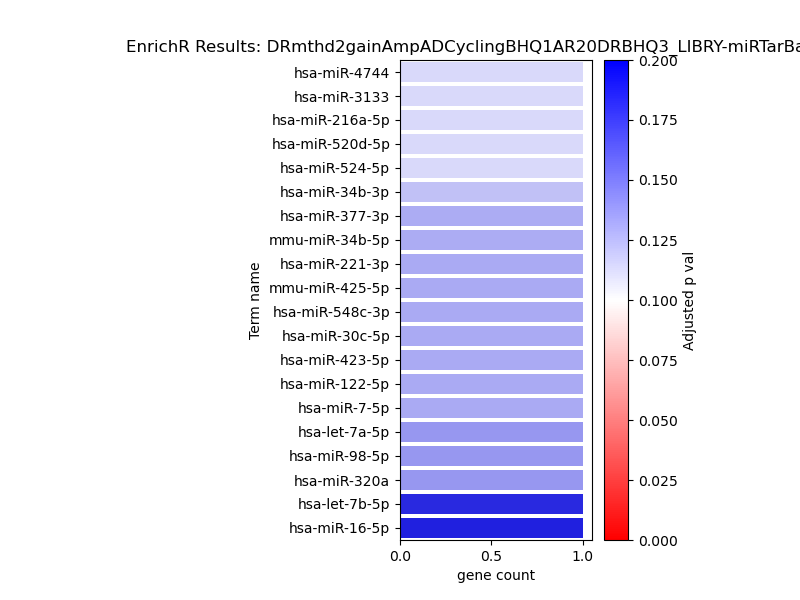 EnrichR Results: DRmthd2gainAmpADCyclingBHQ1AR20DRBHQ3_LIBRY-miRTarBa
hsa-miR-4744
hsa-miR-3133
hsa-miR-216a-5p
hsa-miR-520d-5p
hsa-miR-524-5p
hsa-miR-34b-3p
hsa-miR-377-3p
mmu-miR-34b-5p
hsa-miR-221-3p
mmu-miR-425-5p
hsa-miR-548c-3p
hsa-miR-30c-5p
hsa-miR-423-5p
hsa-miR-122-5p
hsa-miR-7-5p
hsa-let-7a-5p
hsa-miR-98-5p
hsa-miR-320a
hsa-let-7b-5p
hsa-miR-16-5p
Term name
0.0 0.5 1.0
gene count
0.200
0.175
0.150
0.125
0.100
0.075
0.050
0.025
0.000
Adjusted p val